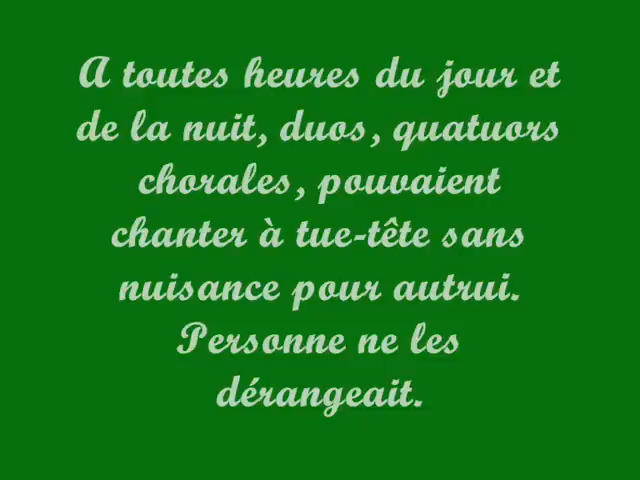 A toutes heures du jour et
de la nuit, duos, quatuors
chorales, pouvaient
chanter à tue-tête sans
nuisance pour autrui.
Personne ne les
dérangeait.